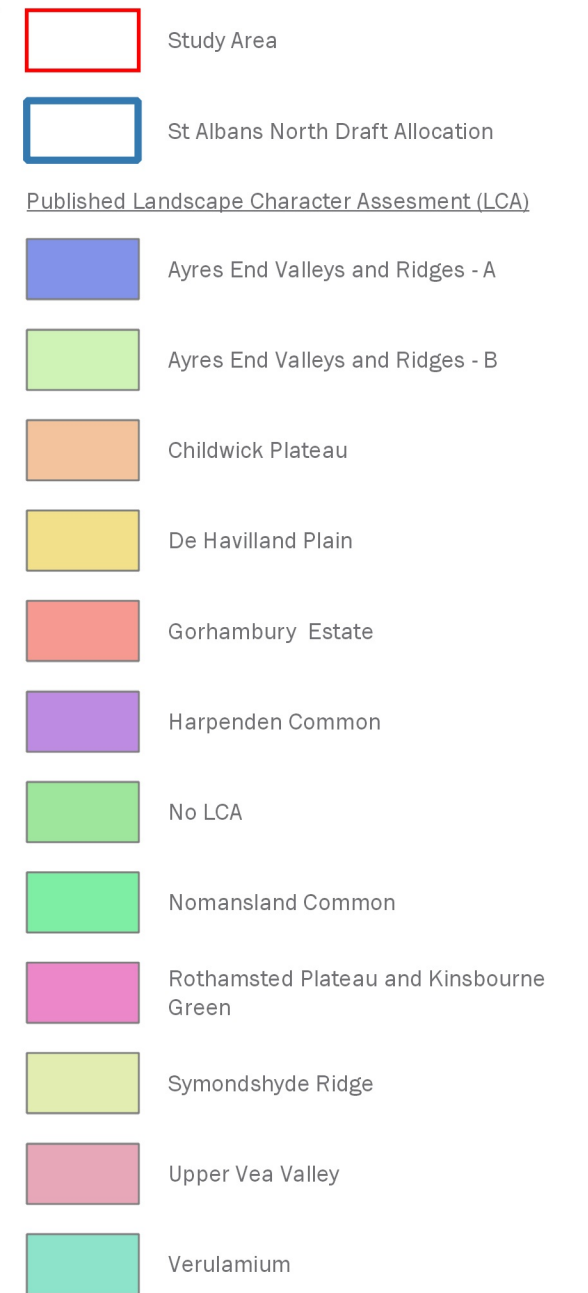 Study Area
St Albans North Draft Allocation
Published Landscape Character Assesment (LCA)
Ayres End Valleys and Ridges - A
Ayres End Valleys and Ridges - B
Childwick Plateau
De Havilland Plain
Gorhambury  Estate
Harpenden Common
No LCA
Nomansland Common
Rothamsted Plateau and Kinsbourne
Green
Symondshyde Ridge
Upper Vea Valley
Verulamium